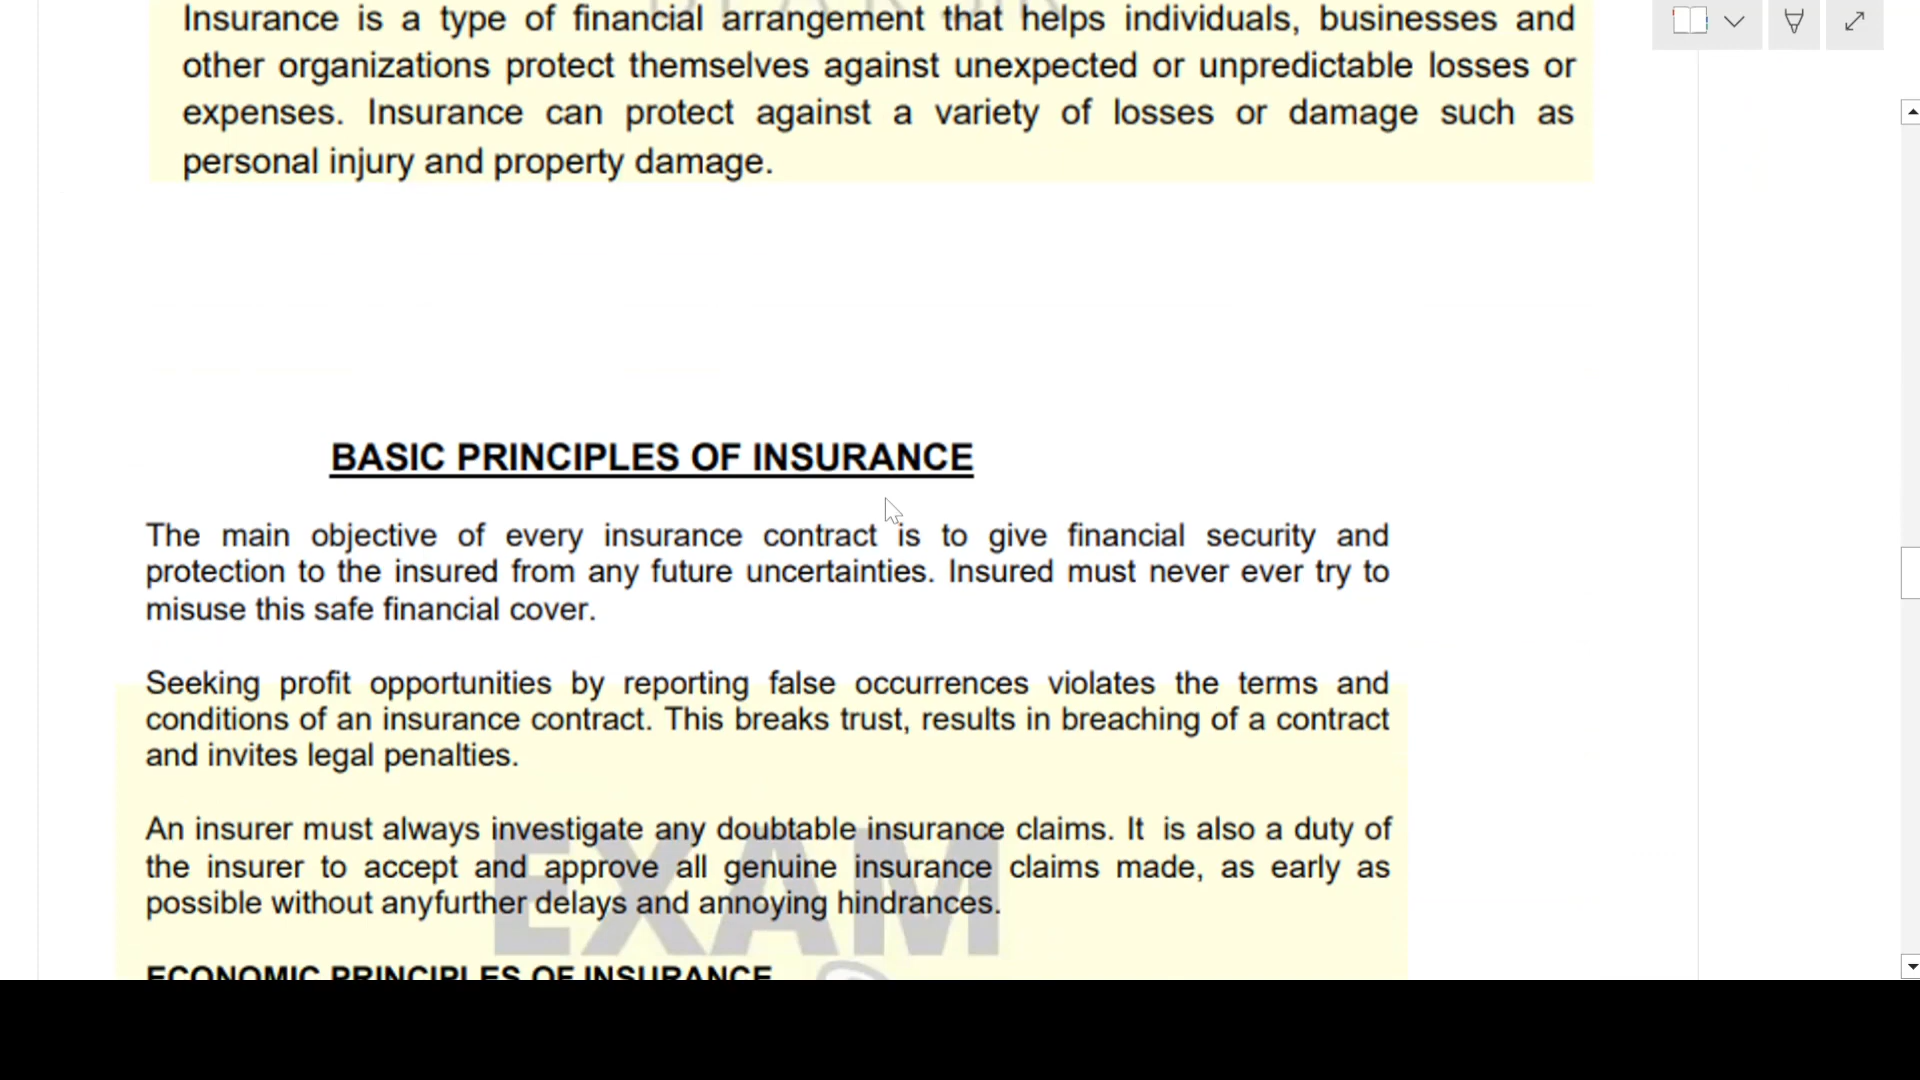 Insurance is a type of financial arrangement that helps individuals, businesses and
other organizations protect themselves against unexpected or unpredictable losses or
expenses. Insurance can protect against a variety of losses or damage such as
personal injury and property damage.
BASIC PRINCIPLES OF INSURANCE
The main objective of every insurance contract is to give financial security and
protection to the insured from any future uncertainties. Insured must never ever try to
misuse this safe financial cover.
Seeking profit opportunities by reporting false occurrences violates the terms and
conditions of an insurance contract. This breaks trust, results in breaching of a contract
and invites legal penalties.
An insurer must always investigate any doubtable insurance claims. It is also a duty of
the insurer to accept and approve all genuine insurance claims made, as early as
possible without anyfurther delays and annoying hindrances.
EXAM
ECONOMIC PRINCIPLES OF INSURANCE